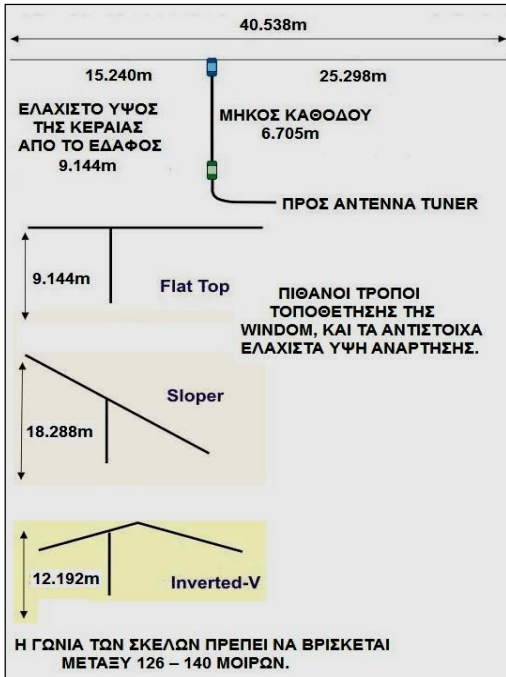 40.538m
15.240m
25.298m
ΕΛΑΧΙΣΤΟ ΥΨΟΣ
ΤΗΣ ΚΕΡΑΙΑΣ
ΑΠΟ ΤΟ ΕΔΑΦΟΣ
9.144m
ΜΗΚΟΣ ΚΑΘΟΔΟΥ
6.705m
ΠΡΟΣ ANTENNA TUNER
9.144m
Flat Top
ΠΙΘΑΝΟΙ ΤΡΟΠΟΙ
ΤΟΠΟΘΕΤΗΣΗΣ ΤΗΣ
WINDOM, ΚΑΙ ΤΑ ΑΝΤΙΣΤΟΙΧΑ
ΕΛΑΧΙΣΤΑ ΥΨΗ ΑΝΑΡΤΗΣΗΣ.
Sloper
18.288m
12.192m
Inverted-V
Η ΓΩΝΙΑ ΤΩΝ ΣΚΕΛΩΝ ΠΡΕΠΕΙ ΝΑ ΒΡΙΣΚΕΤΑΙ
ΜΕΤΑΞΥ 126 – 140 ΜΟΙΡΩΝ.